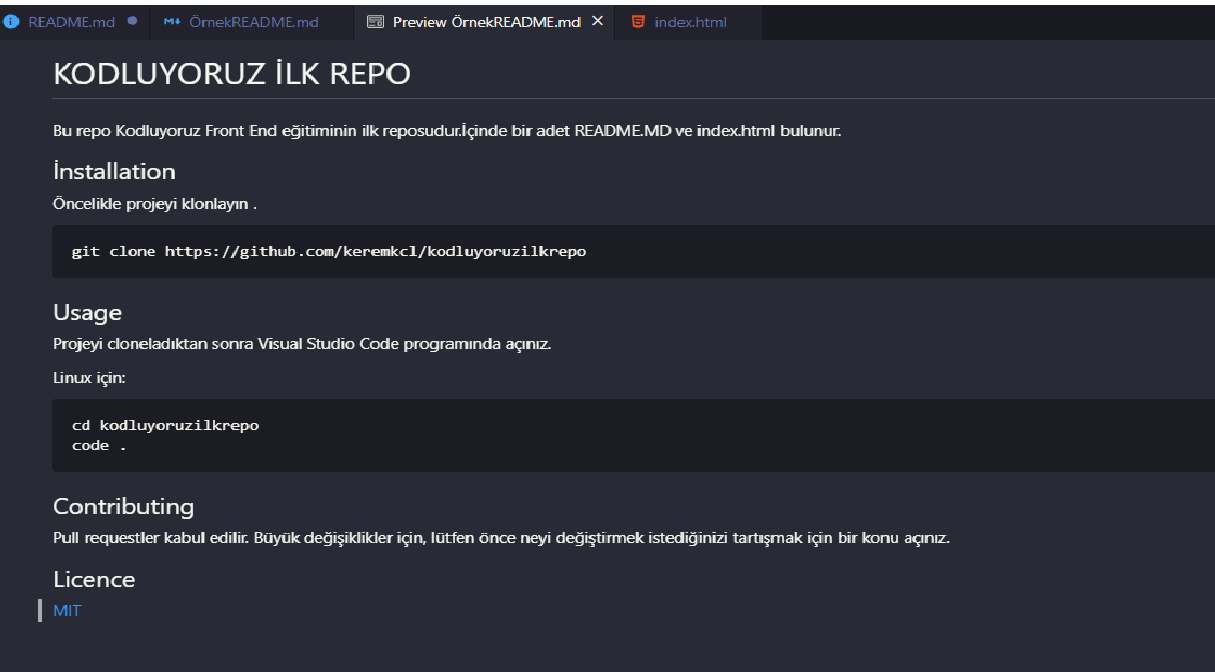 README.md
ÖrnekREADME.md
Preview ÖrnekREADME.md
index.html
KODLUYORUZ İLK REPO
Bu repo Kodluyoruz Front End eğitiminin ilk reposudur.İçinde bir adet README.MD ve index.html bulunur.
İnstallation
Öncelikle projeyi klonlayın .
git clone https://github.com/keremkcl/kodluyoruzilkrepo
Usage
Projeyi cloneladıktan sonra Visual Studio Code programında açınız.
Linux için:
cd kodluyoruzilkrepo
code .
Contributing
Pull requestler kabul edilir. Büyük değişiklikler için, lütfen önce neyi değiştirmek istediğinizi tartışmak için bir konu açınız.
Licence
MIT